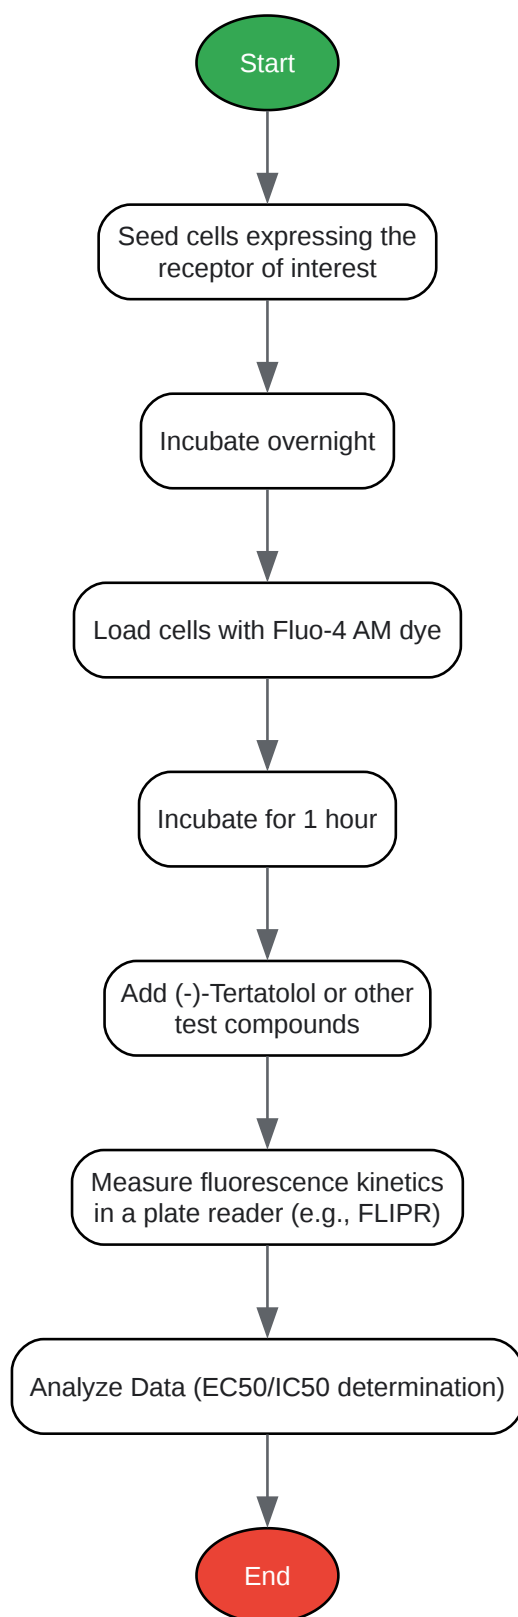 Start
Seed cells expressing the
receptor of interest
Incubate overnight
Load cells with Fluo-4 AM dye
Incubate for 1 hour
Add (-)-Tertatolol or other
test compounds
Measure fluorescence kinetics
in a plate reader (e.g., FLIPR)
Analyze Data (EC50/IC50 determination)
End